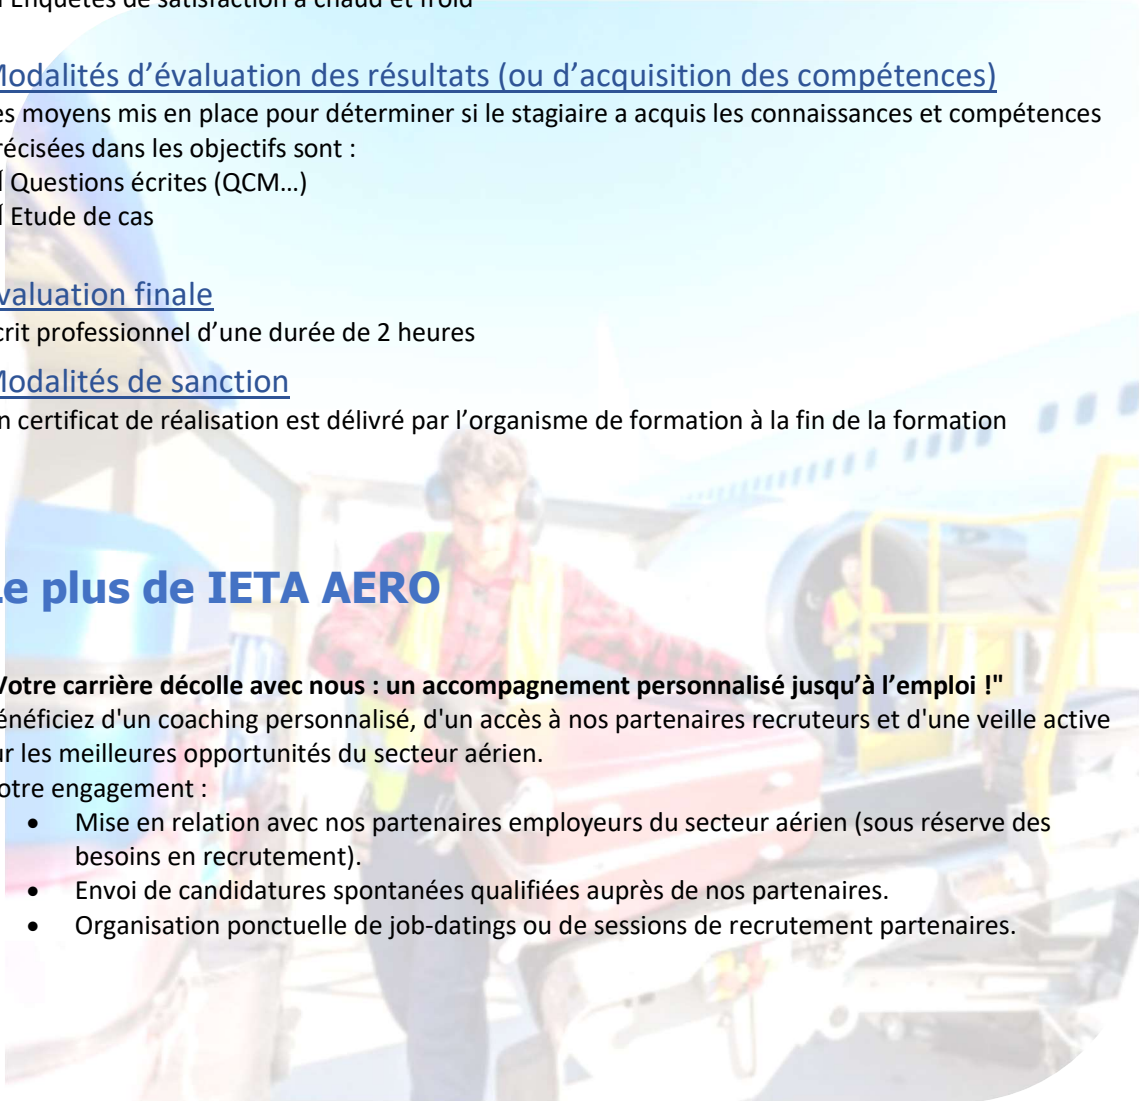 Enquêtes de satisfaction à chaud et froid
Modalités d’évaluation des résultats (ou d’acquisition des compétences)
es moyens mis en place pour déterminer si le stagiaire a acquis les connaissances et compétences
récisées dans les objectifs sont :
Questions écrites (QCM…)
Etude de cas
valuation finale
crit professionnel d’une durée de 2 heures
Modalités de sanction
n certificat de réalisation est délivré par l’organisme de formation à la fin de la formation
Le plus de IETA AERO
Votre carrière décolle avec nous : un accompagnement personnalisé jusqu’à l’emploi !"
énéficiez d'un coaching personnalisé, d'un accès à nos partenaires recruteurs et d'une veille active
ur les meilleures opportunités du secteur aérien.
otre engagement :
• Mise en relation avec nos partenaires employeurs du secteur aérien (sous réserve des
besoins en recrutement).
• Envoi de candidatures spontanées qualifiées auprès de nos partenaires.
• Organisation ponctuelle de job-datings ou de sessions de recrutement partenaires.